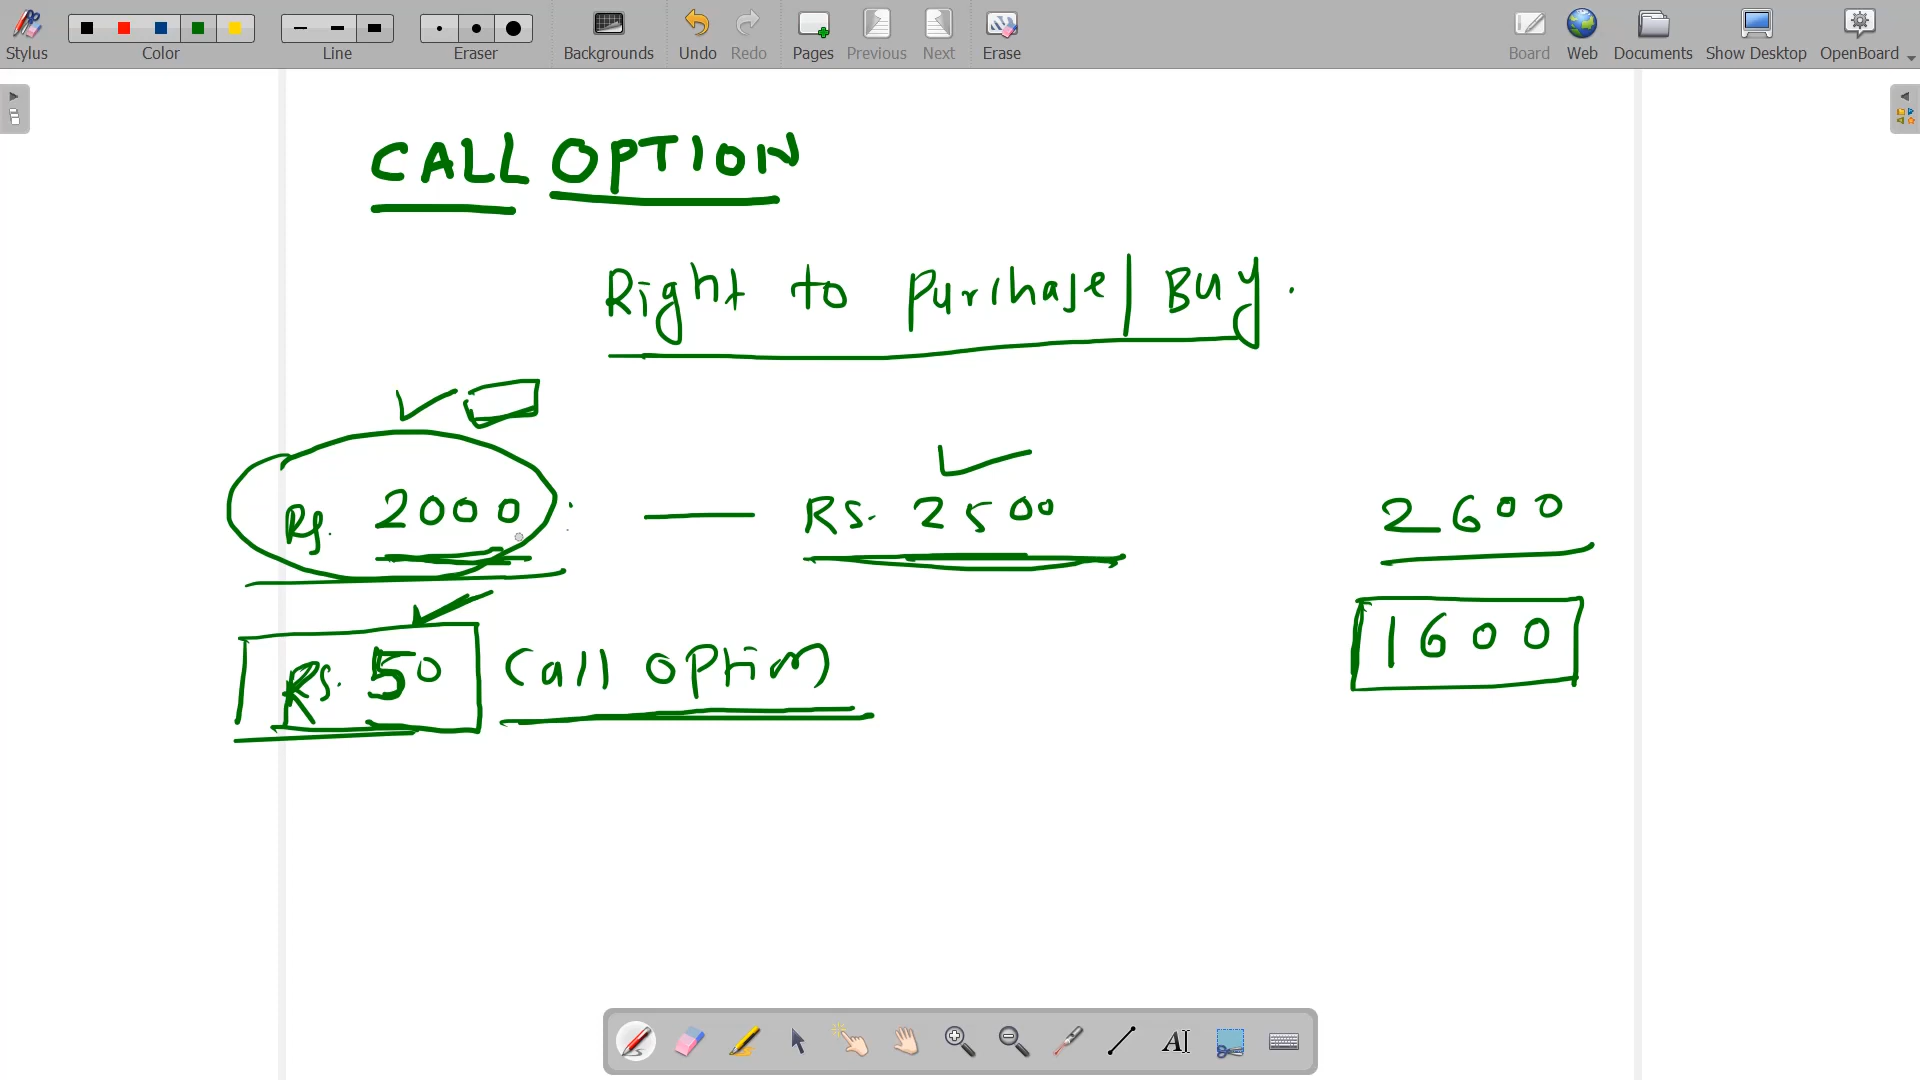 Stylus Color Line Eraser Backgrounds Undo Redo Pages Previous Next Erase Board Web Documents Show Desktop OpenBoard
CALL OPTION
Right to Purchase | Buy.
Rs. 2000 — RS. 2500 2600
Rs. 50 Call option 1600